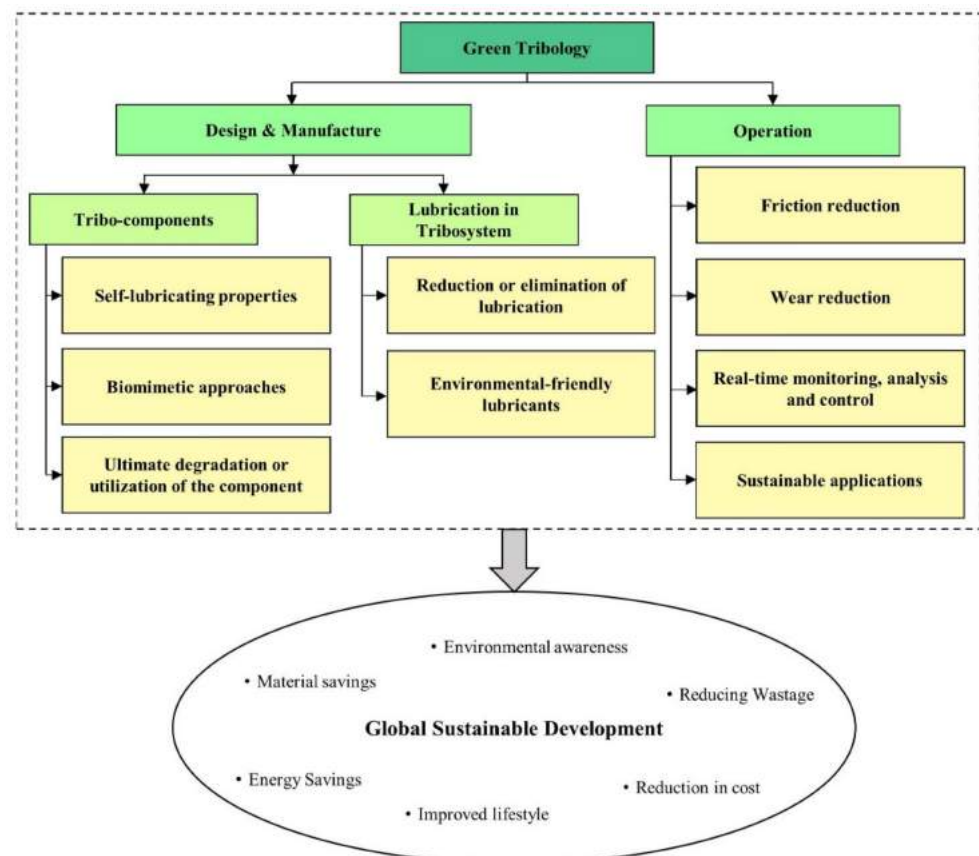 Green Tribology
Design & Manufacture
Operation
Tribo-components
Lubrication in
Tribosystem
Self-lubricating properties
Biomimetic approaches
Ultimate degradation or
utilization of the component
Reduction or elimination of
lubrication
Environmental-friendly
lubricants
Friction reduction
Wear reduction
Real-time monitoring, analysis
and control
Sustainable applications
• Environmental awareness
• Material savings
• Reducing Wastage
Global Sustainable Development
• Energy Savings
• Reduction in cost
• Improved lifestyle